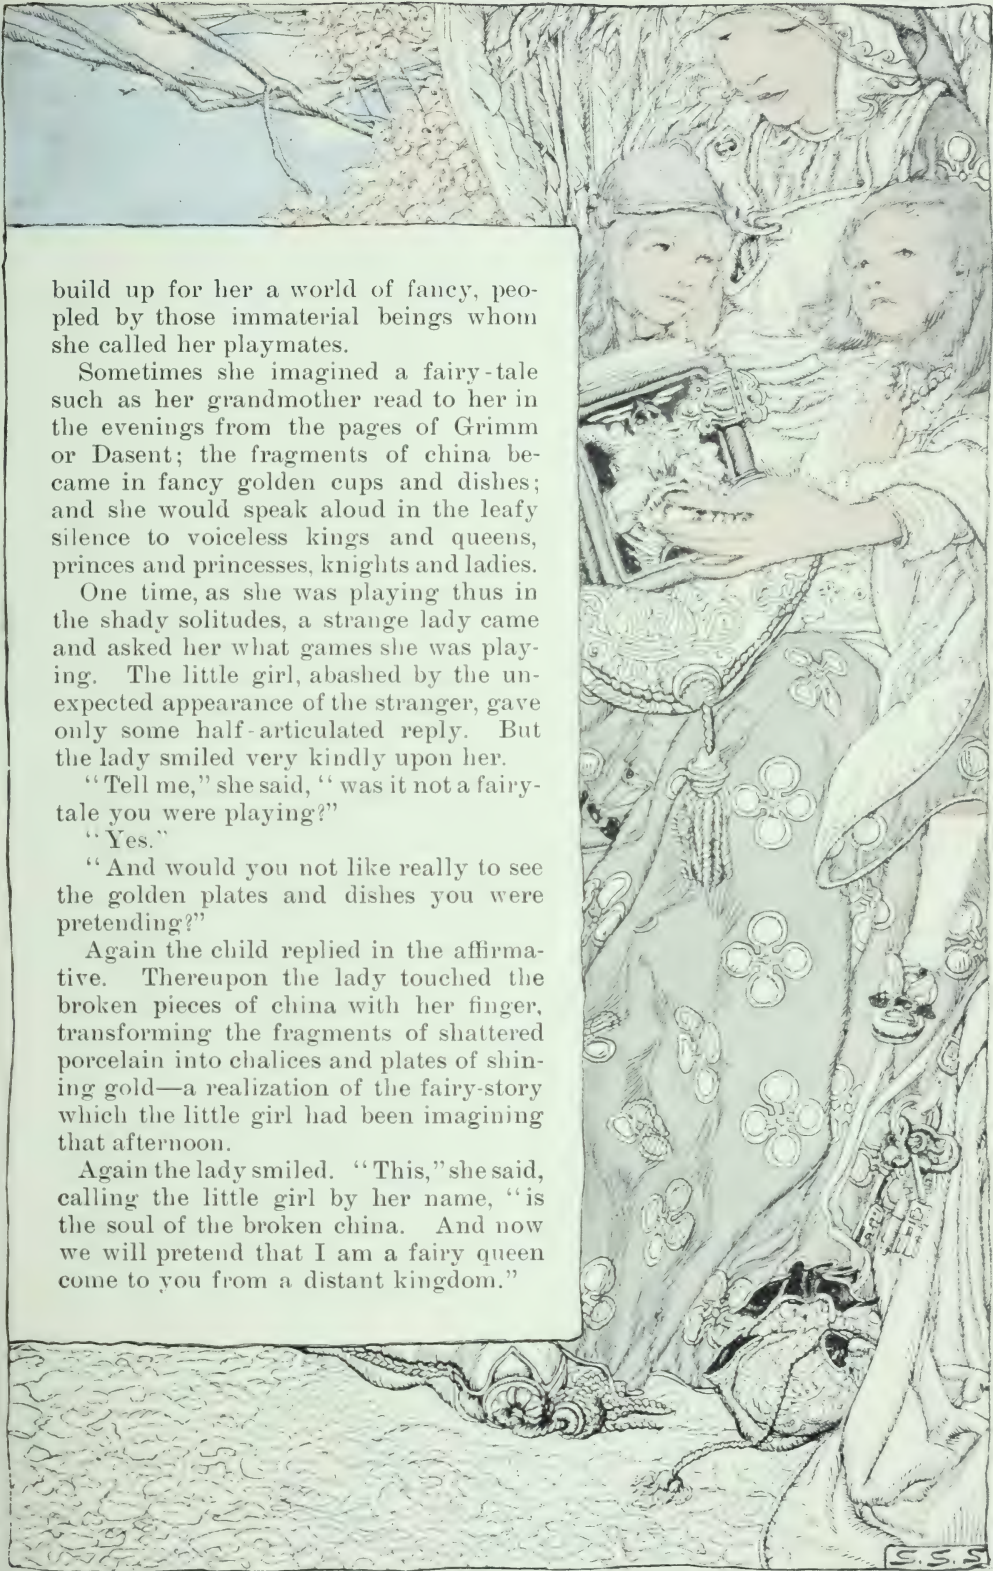 build up for her a world of fancy, peo-
pled by those immaterial beings whom
she called her playmates.
Sometimes she imagined a fairy-tale
such as her grandmother read to her in
the evenings from the pages of Grimm
or Dasent; the fragments of china be-
came in fancy golden cups and dishes;
and she would speak aloud in the leafy
silence to voiceless kings and queens,
princes and princesses, knights and ladies.
One time, as she was playing thus in
the shady solitudes, a strange lady came
and asked her what games she was play-
ing. The little girl, abashed by the un-
expected appearance of the stranger, gave
only some half-articulated reply. But
the lady smiled very kindly upon her.
“Tell me,” she said, “was it not a fairy-
tale you were playing?”
“Yes.”
“And would you not like really to see
the golden plates and dishes you were
pretending?”
Again the child replied in the affirma-
tive. Thereupon the lady touched the
broken pieces of china with her finger,
transforming the fragments of shattered
porcelain into chalices and plates of shin-
ing gold—a realization of the fairy-story
which the little girl had been imagining
that afternoon.
Again the lady smiled. “This,” she said,
calling the little girl by her name, “is
the soul of the broken china. And now
we will pretend that I am a fairy queen
come to you from a distant kingdom.”
S.S.S